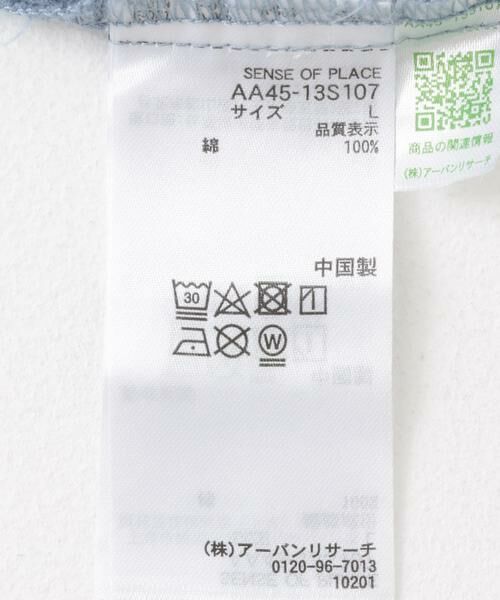 SENSE OF PLACE
AA45-13S107
サイズ L
品質表示
綿 100%
中国製
30
W
(株)アーバンリサーチ
0120-96-7013
10201
商品の関連情報
(株)アーバンリサーチ